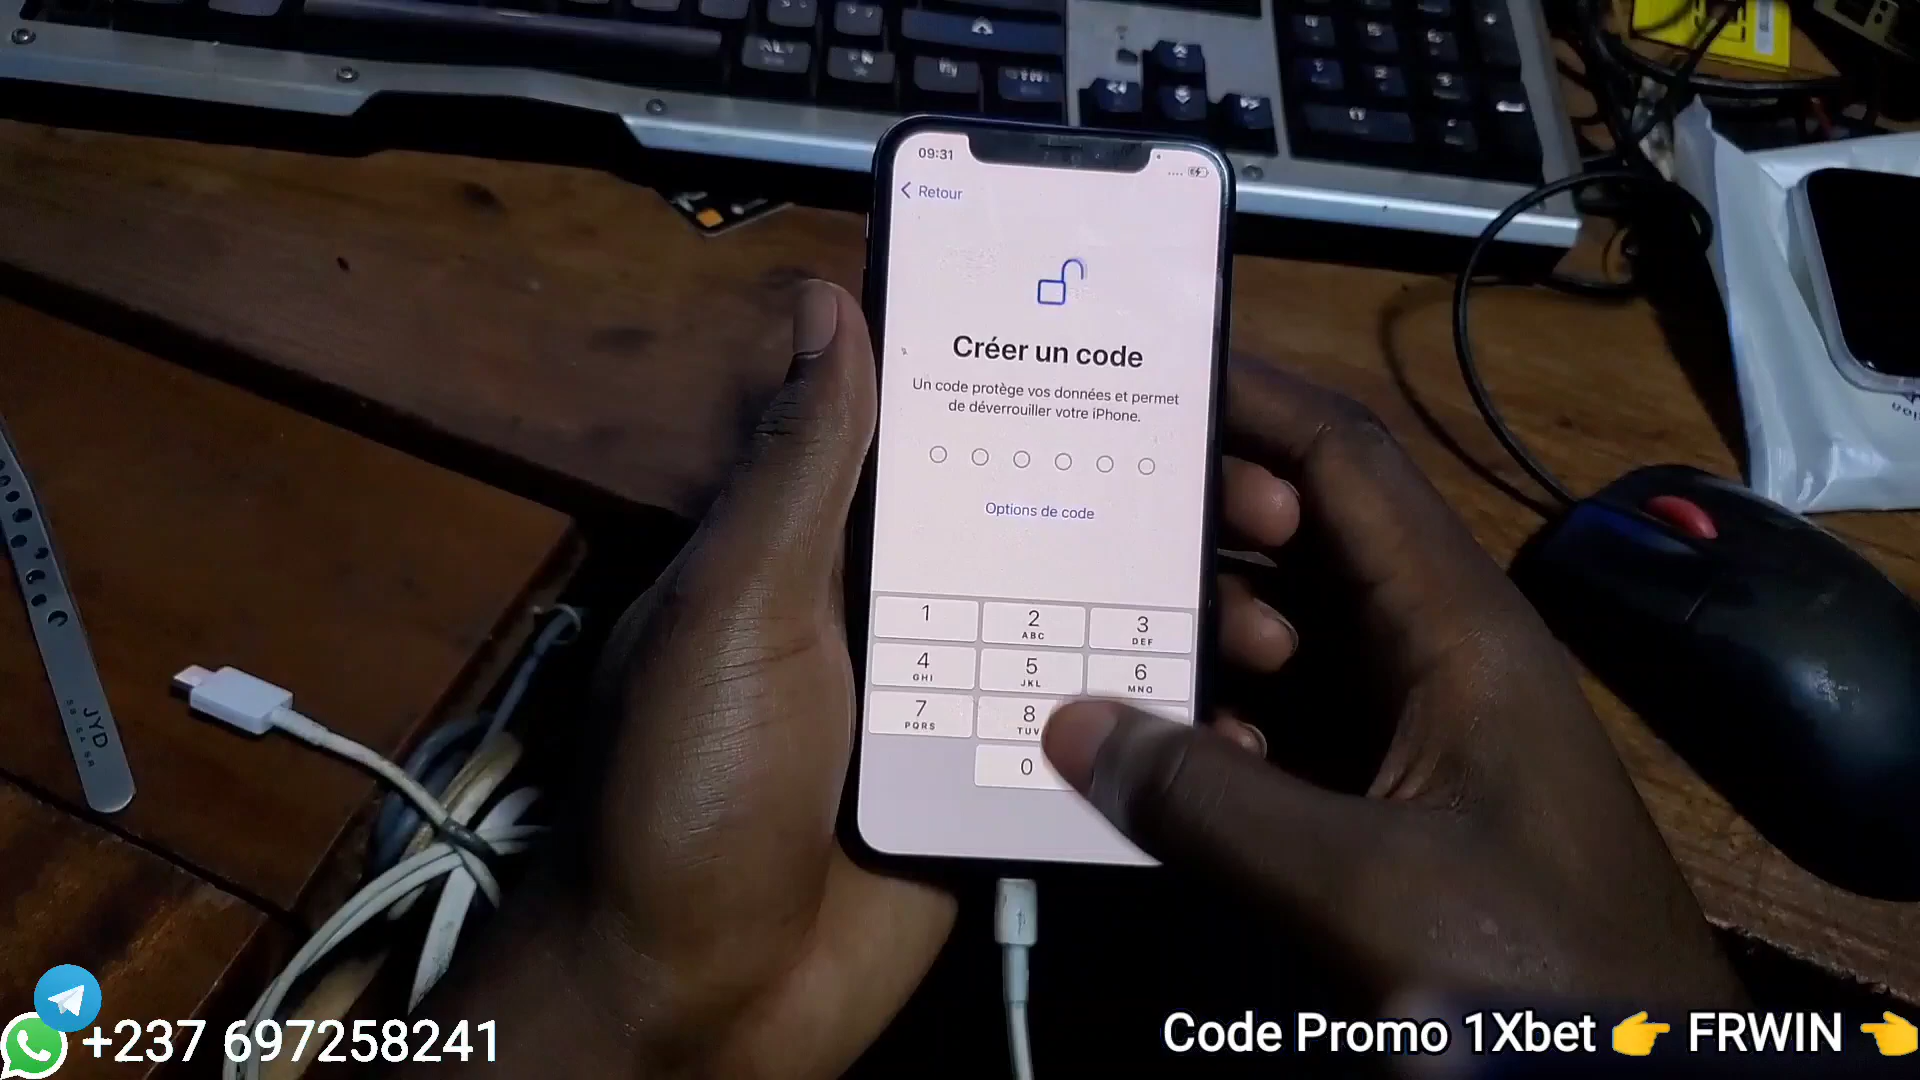 09:31
Retour
Créer un code
Un code protège vos données et permet
de déverrouiller votre iPhone.
Options de code
1
2
ABC
3
DEF
4
GHI
5
JKL
6
MNO
7
PQRS
8
TUV
0
JYD
+237 697258241
Code Promo 1Xbet 👉 FRWIN 👈